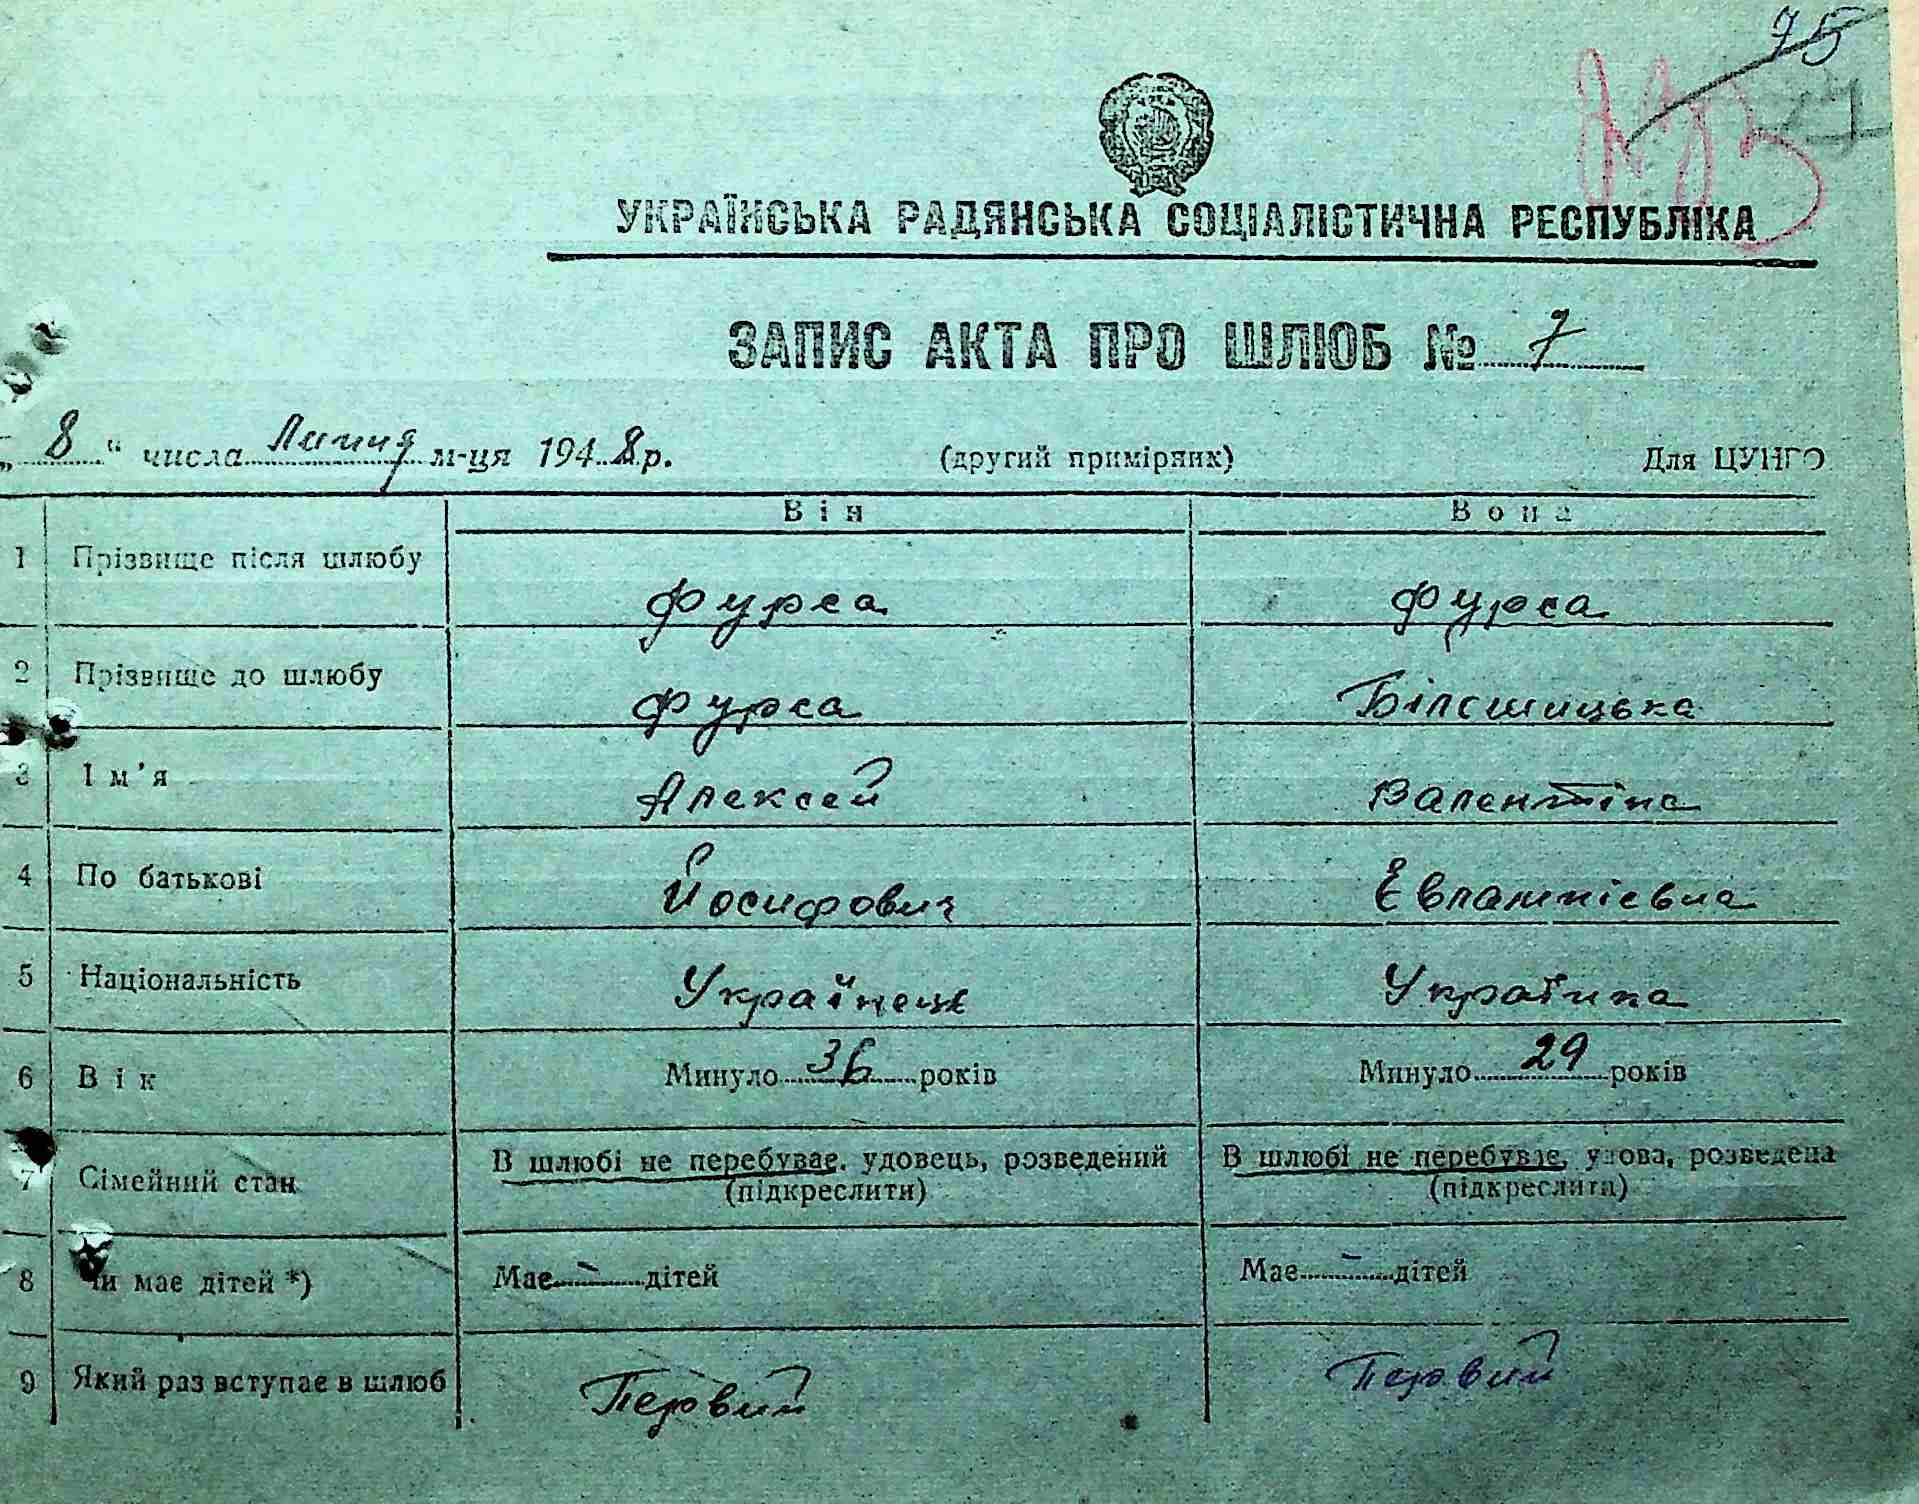 75
27
УКРАЇНСЬКА РАДЯНСЬКА СОЦІАЛІСТИЧНА РЕСПУБЛІКА
ЗАПИС АКТА ПРО ШЛЮБ № 7
„ 8 “ числа Липня м-ця 1948 р. (другий примірник) Для ЦУНГО
Він Вона
1 Прізвище після шлюбу Фурса Фурса
2 Прізвище до шлюбу Фурса Білошицька
3 Ім’я Алексей Валентіна
4 По батькові Йосифович Євлампієвна
5 Національність Українець Українка
6 Вік Минуло 36 років Минуло 29 років
7 Сімейний стан В шлюбі не перебуває, удовець, розведений В шлюбі не перебуває, удова, розведена
(підкреслити) (підкреслити)
8 Чи має дітей *) Має – дітей Має – дітей
9 Який раз вступає в шлюб Первий Первий